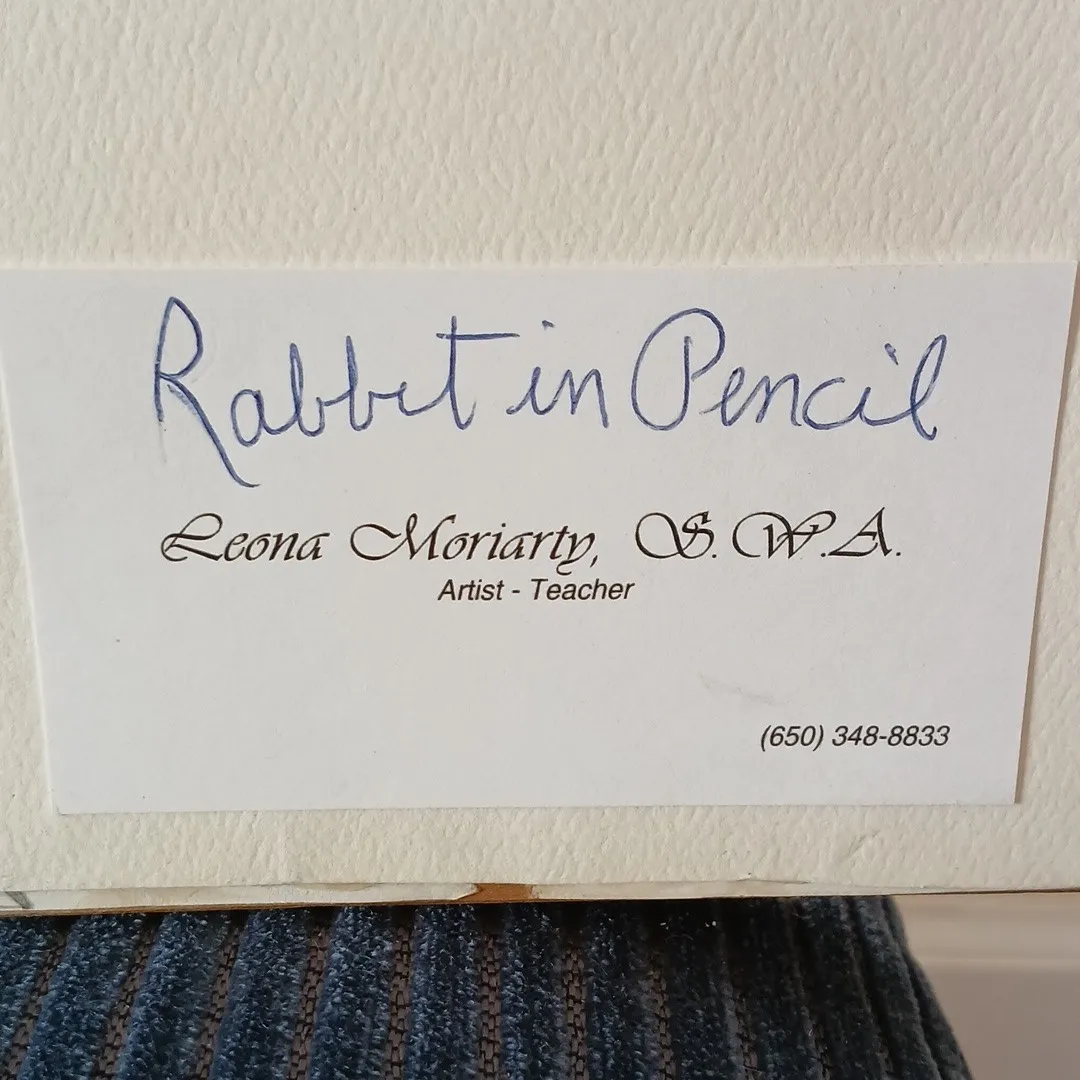 Rabbit in Pencil
Leona Moriarty, S.W.A.
Artist - Teacher
(650) 348-8833